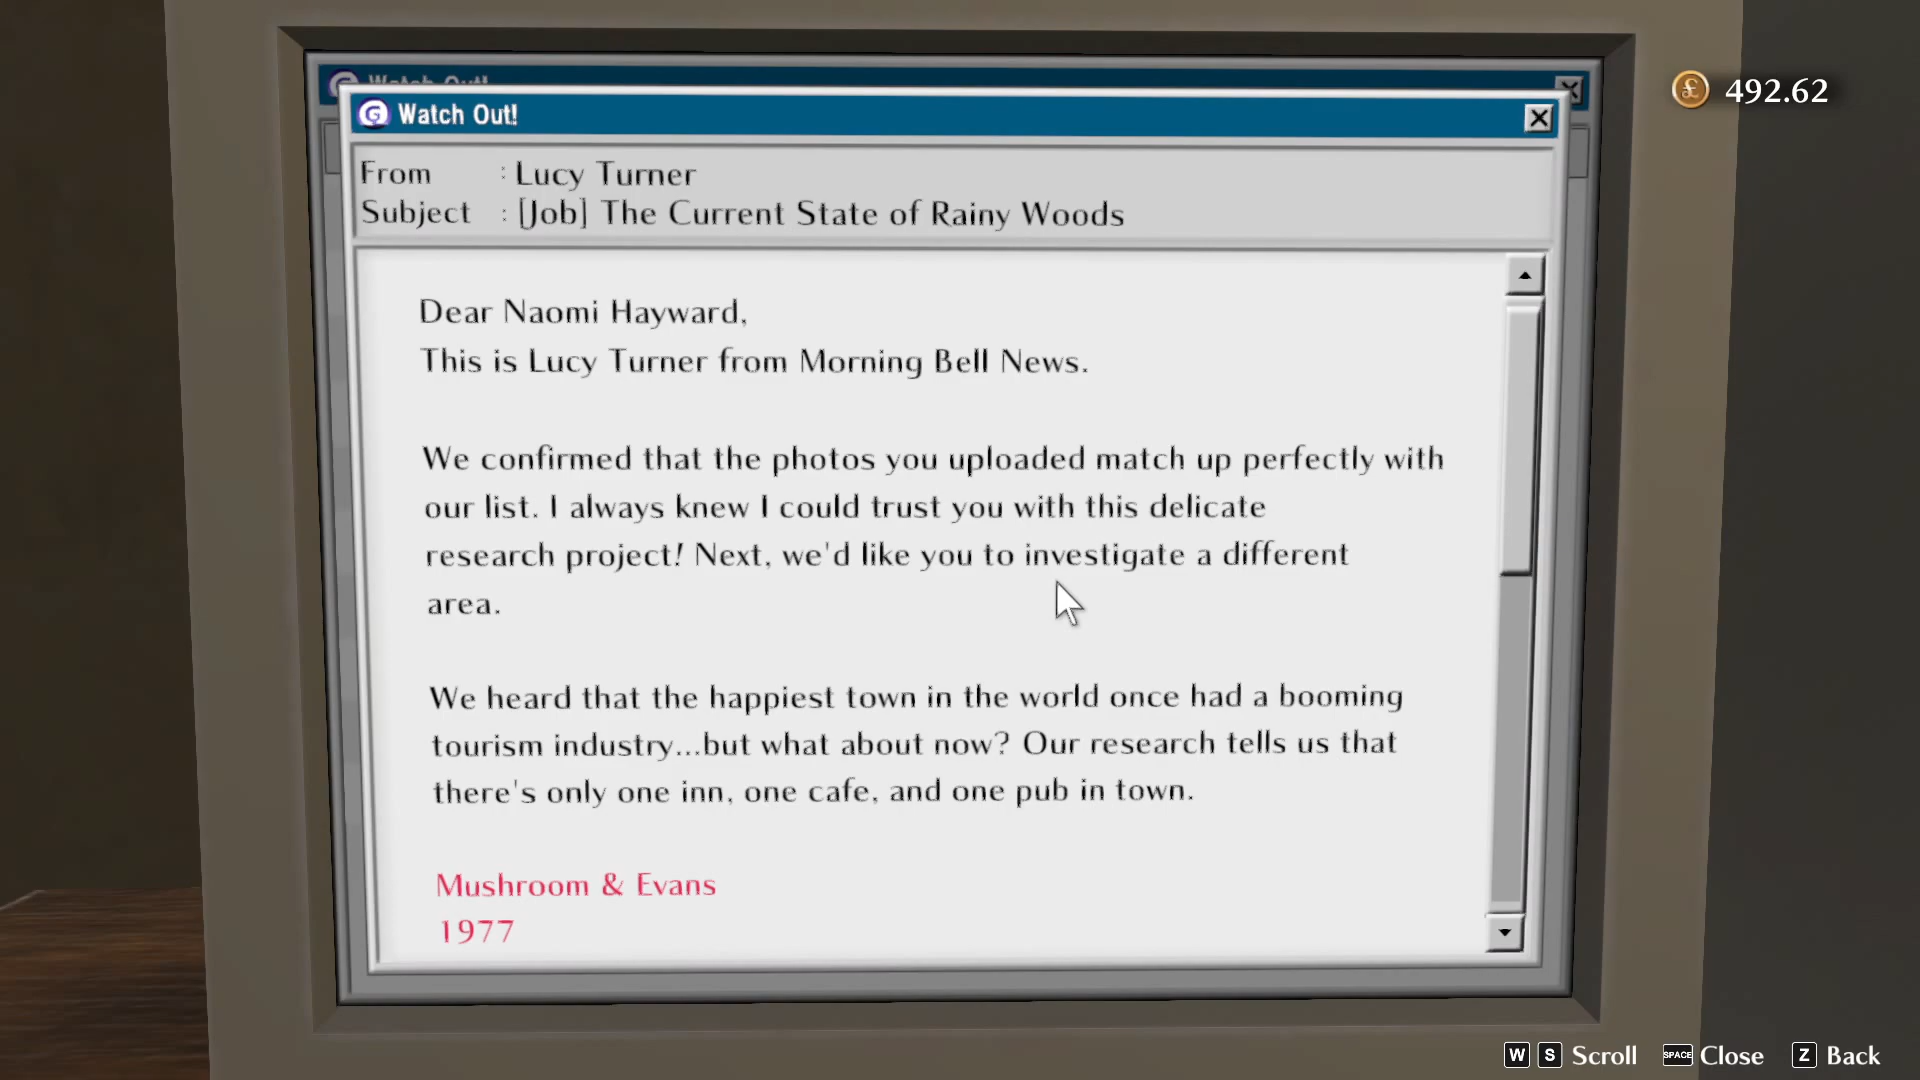 Watch Out!
492.62
Watch Out!
From : Lucy Turner
Subject : [Job] The Current State of Rainy Woods
Dear Naomi Hayward,
This is Lucy Turner from Morning Bell News.
We confirmed that the photos you uploaded match up perfectly with
our list. I always knew I could trust you with this delicate
research project! Next, we'd like you to investigate a different
area.
We heard that the happiest town in the world once had a booming
tourism industry...but what about now? Our research tells us that
there's only one inn, one cafe, and one pub in town.
Mushroom & Evans
1977
W S Scroll SPACE Close Z Back